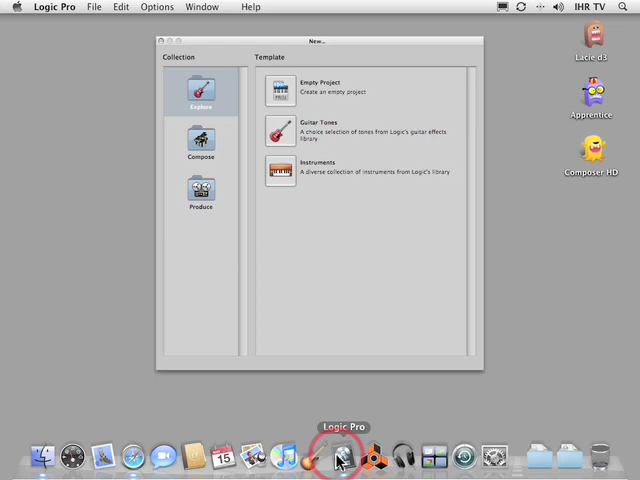 Logic Pro File Edit Options Window Help IHR TV
New...
Collection Template
Explore
Empty Project
Create an empty project
Guitar Tones
A choice selection of tones from Logic's guitar effects
library
Compose
Instruments
A diverse collection of instruments from Logic's library
Produce
Lacie d3
Apprentice
Composer HD
Logic Pro
15